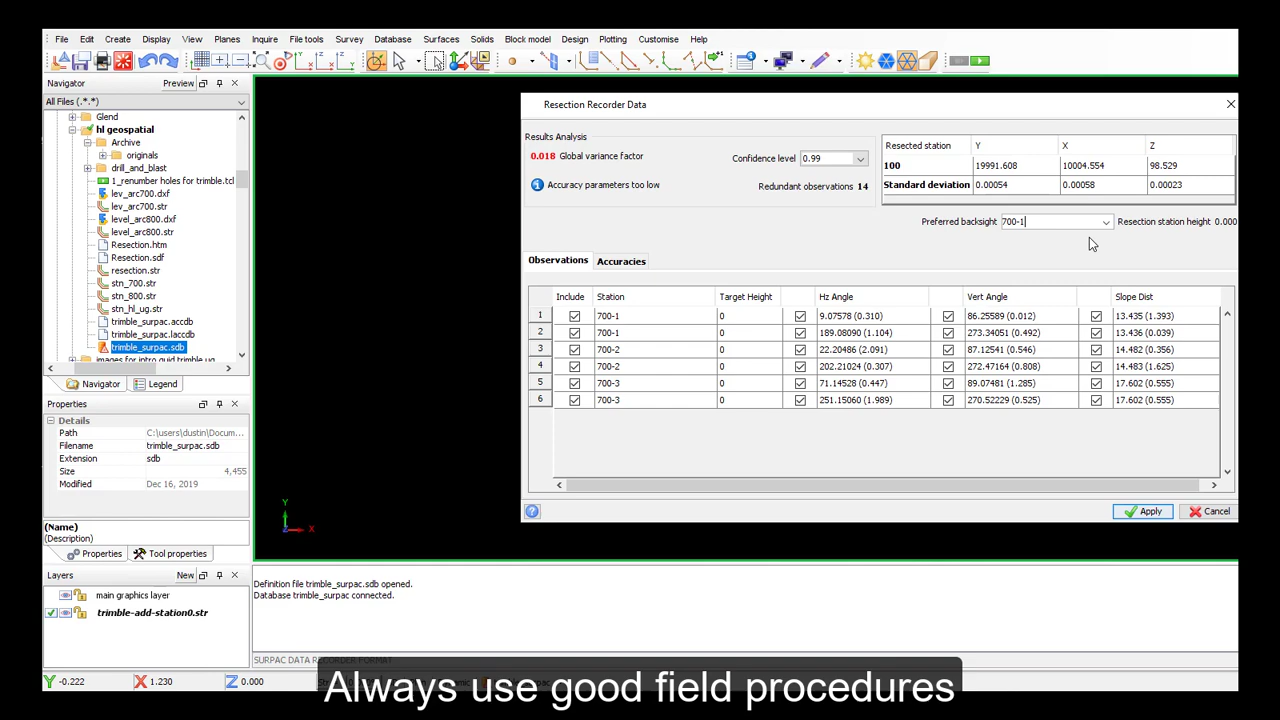 File Edit Create Display View Planes Inquire File tools Survey Database Surfaces Solids Block model Design Plotting Customise Help
Navigator Preview
All Files (*.*)
Glend
hl geospatial
Archive
originals
drill_and_blast
1_renumber holes for trimble.tcl
lev_arc700.dxf
lev_arc700.str
level_arc800.dxf
level_arc800.str
Resection.htm
Resection.sdf
resection.str
stn_700.str
stn_800.str
stn_hl_ug.str
trimble_surpac.accdb
trimble_surpac.laccdb
trimble_surpac.sdb
images for intro guid trimble ug
Navigator Legend
Properties
Details
Path C:\users\dustin\Docum...
Filename trimble_surpac.sdb
Extension sdb
Size 4,455
Modified Dec 16, 2019
(Name)
(Description)
Properties Tool properties
Layers New
main graphics layer
trimble-add-station0.str
Y -0.222 X 1.230 Z 0.000
Y X Z
Resection Recorder Data
Results Analysis
0.018 Global variance factor
Accuracy parameters too low
Confidence level 0.99
Redundant observations 14
Resected station Y X Z
100 19991.608 10004.554 98.529
Standard deviation 0.00054 0.00058 0.00023
Preferred backsight 700-1 Resection station height 0.000
Observations Accuracies
Include Station Target Height Hz Angle Vert Angle Slope Dist
1 700-1 0 9.07578 (0.310) 86.25589 (0.012) 13.435 (1.393)
2 700-1 0 189.08090 (1.104) 273.34051 (0.492) 13.436 (0.039)
3 700-2 0 22.20486 (2.091) 87.12541 (0.546) 14.482 (0.356)
4 700-2 0 202.21024 (0.307) 272.47164 (0.808) 14.483 (1.625)
5 700-3 0 71.14528 (0.447) 89.07481 (1.285) 17.602 (0.555)
6 700-3 0 251.15060 (1.989) 270.52229 (0.525) 17.602 (0.555)
Apply Cancel
Definition file trimble_surpac.sdb opened.
Database trimble_surpac connected.
SURPAC DATA RECORDER FORMAT
Always use good field procedures